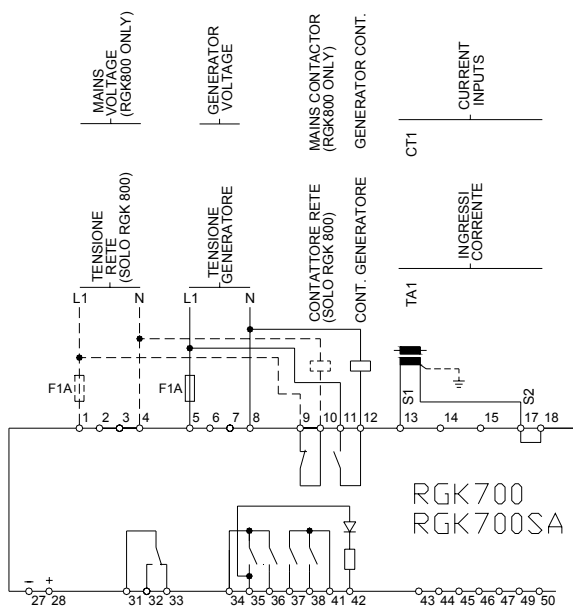 MAINS
VOLTAGE
(RGK800 ONLY)
GENERATOR
VOLTAGE
MAINS CONTACTOR
(RGK800 ONLY)
GENERATOR CONT.
CT1
CURRENT
INPUTS
TENSIONE
RETE
(SOLO RGK 800)
TENSIONE
GENERATORE
CONTATTORE RETE
(SOLO RGK 800)
CONT. GENERATORE
TA1
INGRESSI
CORRENTE
L1 N L1 N
F1A F1A S1 S2
1 2 3 4 5 6 7 8 9 10 11 12 13 14 15 17 18
RGK700
RGK700SA
– +
27 28 31 32 33 34 35 36 37 38 41 42 43 44 45 46 47 49 50